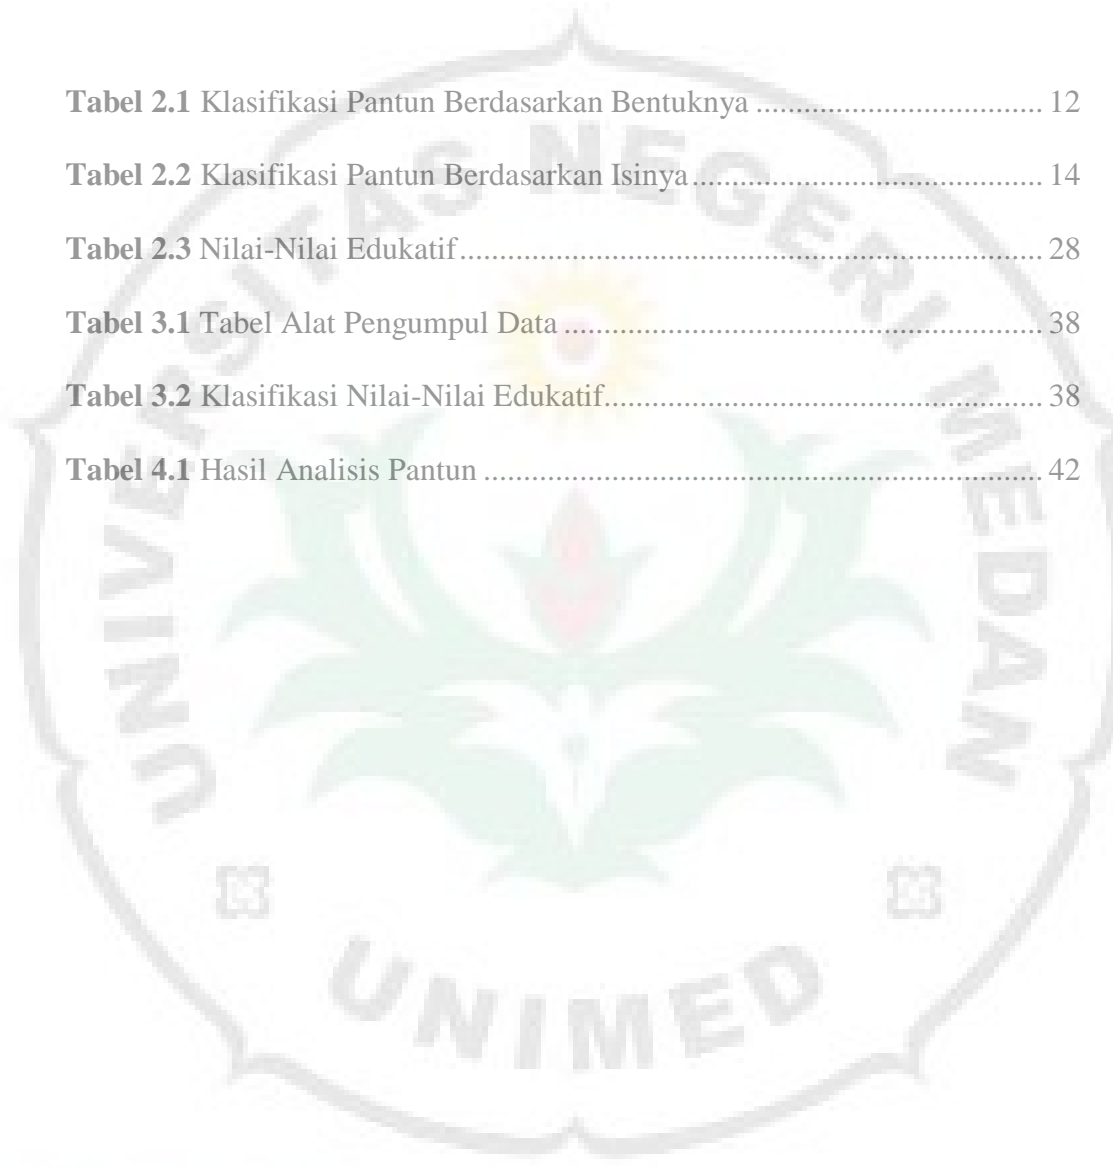 Tabel 2.1 Klasifikasi Pantun Berdasarkan Bentuknya .................................... 12
Tabel 2.2 Klasifikasi Pantun Berdasarkan Isinya ............................................ 14
Tabel 2.3 Nilai-Nilai Edukatif ......................................................................... 28
Tabel 3.1 Tabel Alat Pengumpul Data ............................................................ 38
Tabel 3.2 Klasifikasi Nilai-Nilai Edukatif ....................................................... 38
Tabel 4.1 Hasil Analisis Pantun ...................................................................... 42
UNIVERSITAS NEGERI MEDAN
UNIMED